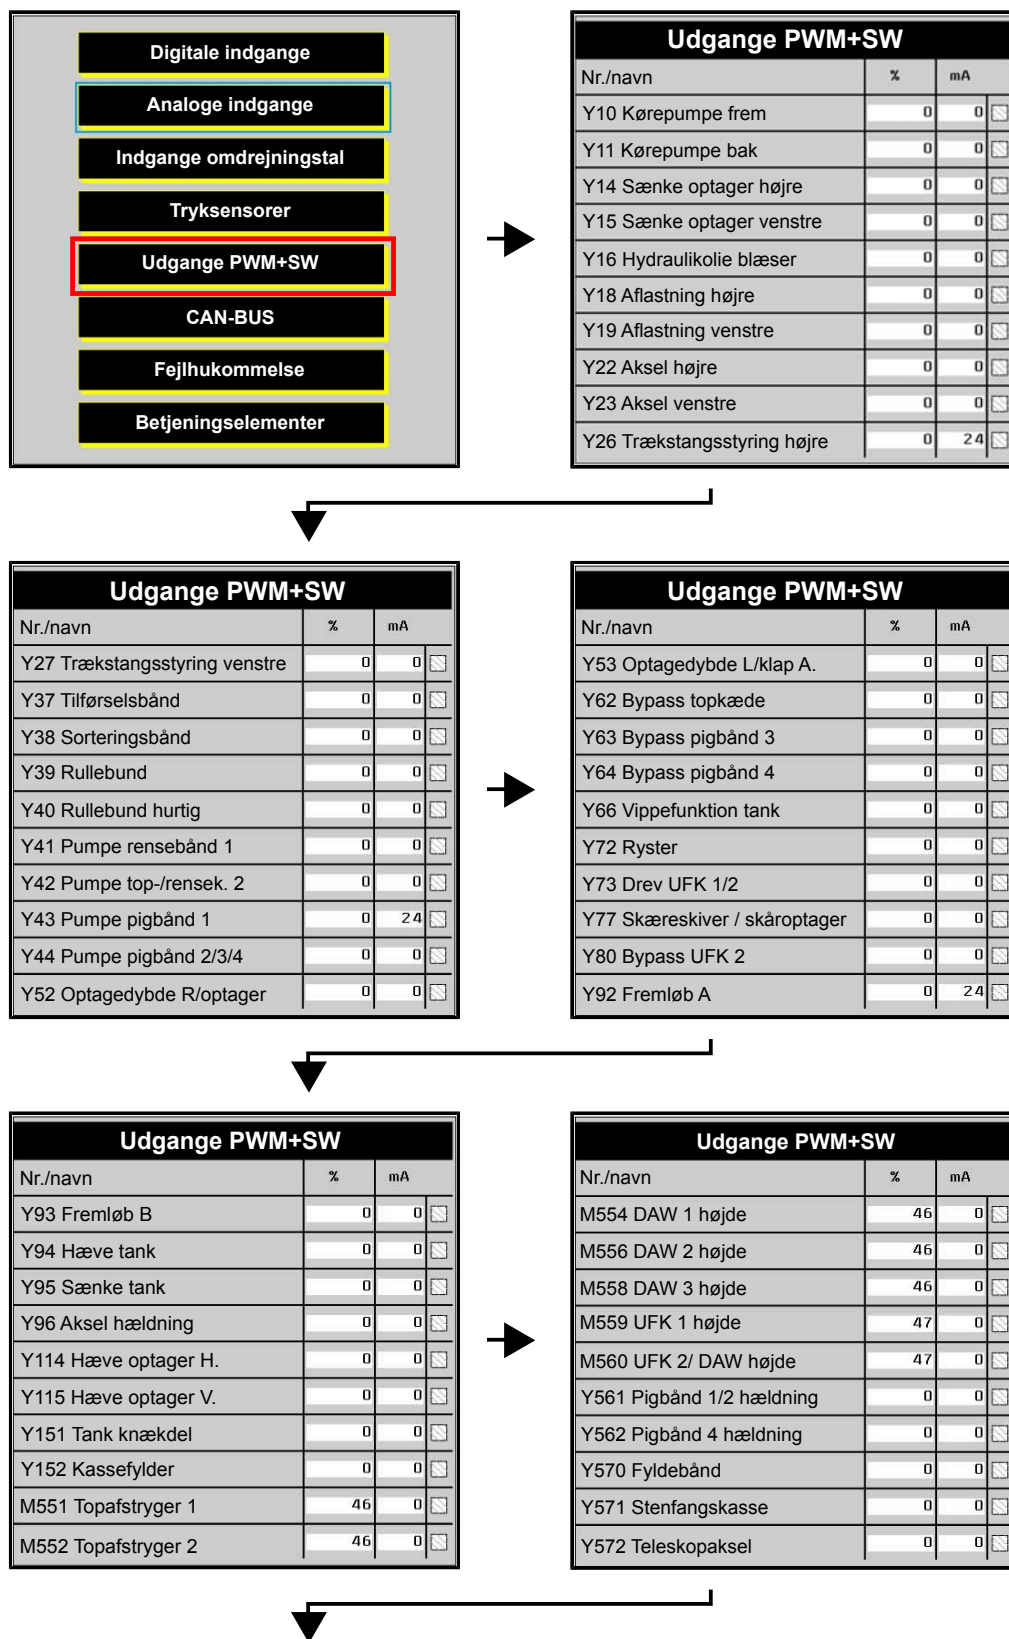 Digitale indgange
Analoge indgange
Indgange omdrejningstal
Tryksensorer
Udgange PWM+SW
CAN-BUS
Fejlhukommelse
Betjeningselementer
Udgange PWM+SW
Nr./navn % mA
Y10 Kørepumpe frem 0 0
Y11 Kørepumpe bak 0 0
Y14 Sænke optager højre 0 0
Y15 Sænke optager venstre 0 0
Y16 Hydraulikolie blæser 0 0
Y18 Aflastning højre 0 0
Y19 Aflastning venstre 0 0
Y22 Aksel højre 0 0
Y23 Aksel venstre 0 0
Y26 Trækstangsstyring højre 0 24
Udgange PWM+SW
Nr./navn % mA
Y27 Trækstangsstyring venstre 0 0
Y37 Tilførselsbånd 0 0
Y38 Sorteringsbånd 0 0
Y39 Rullebund 0 0
Y40 Rullebund hurtig 0 0
Y41 Pumpe rensebånd 1 0 0
Y42 Pumpe top-/rensek. 2 0 0
Y43 Pumpe pigbånd 1 0 24
Y44 Pumpe pigbånd 2/3/4 0 0
Y52 Optagedybde R/optager 0 0
Udgange PWM+SW
Nr./navn % mA
Y53 Optagedybde L/klap A. 0 0
Y62 Bypass topkæde 0 0
Y63 Bypass pigbånd 3 0 0
Y64 Bypass pigbånd 4 0 0
Y66 Vippefunktion tank 0 0
Y72 Ryster 0 0
Y73 Drev UFK 1/2 0 0
Y77 Skæreskiver / skåroptager 0 0
Y80 Bypass UFK 2 0 0
Y92 Fremløb A 0 24
Udgange PWM+SW
Nr./navn % mA
Y93 Fremløb B 0 0
Y94 Hæve tank 0 0
Y95 Sænke tank 0 0
Y96 Aksel hældning 0 0
Y114 Hæve optager H. 0 0
Y115 Hæve optager V. 0 0
Y151 Tank knækdel 0 0
Y152 Kassefylder 0 0
M551 Topafstryger 1 46 0
M552 Topafstryger 2 46 0
Udgange PWM+SW
Nr./navn % mA
M554 DAW 1 højde 46 0
M556 DAW 2 højde 46 0
M558 DAW 3 højde 46 0
M559 UFK 1 højde 47 0
M560 UFK 2/ DAW højde 47 0
Y561 Pigbånd 1/2 hældning 0 0
Y562 Pigbånd 4 hældning 0 0
Y570 Fyldebånd 0 0
Y571 Stenfangskasse 0 0
Y572 Teleskopaksel 0 0